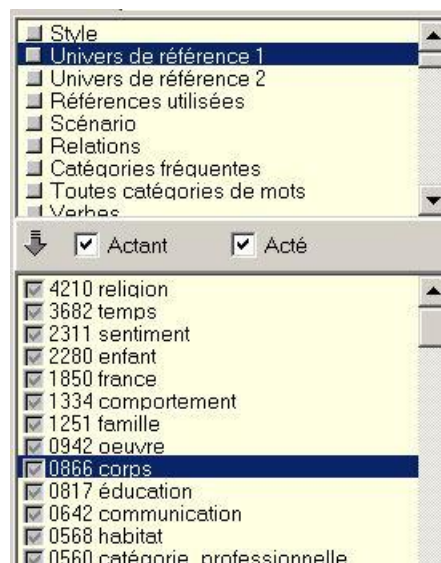 Style
Univers de référence 1
Univers de référence 2
Références utilisées
Scénario
Relations
Catégories fréquentes
Toutes catégories de mots
Verbes
Actant Acté
4210 religion
3682 temps
2311 sentiment
2280 enfant
1850 france
1334 comportement
1251 famille
0942 oeuvre
0866 corps
0817 éducation
0642 communication
0568 habitat
0560 catégorie_professionnelle